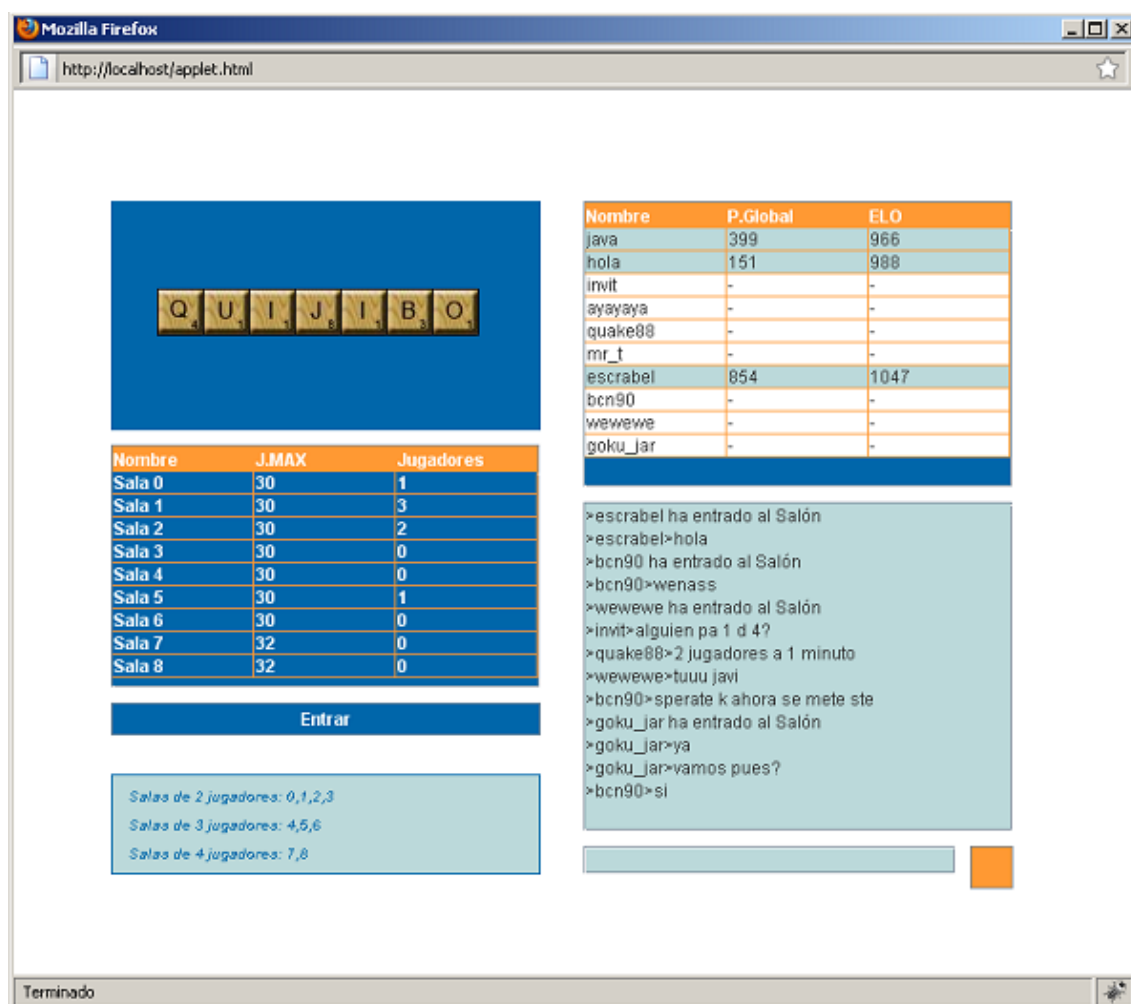 Mozilla Firefox
http://localhost/applet.html
Q4 U1 I1 J8 I1 B3 O1
Nombre J.MAX Jugadores
Sala 0 30 1
Sala 1 30 3
Sala 2 30 2
Sala 3 30 0
Sala 4 30 0
Sala 5 30 1
Sala 6 30 0
Sala 7 32 0
Sala 8 32 0
Entrar
Salas de 2 jugadores: 0,1,2,3
Salas de 3 jugadores: 4,5,6
Salas de 4 jugadores: 7,8
Nombre P.Global ELO
java 399 966
hola 151 988
invit - -
ayayaya - -
quake88 - -
mr_t - -
escrabel 854 1047
bcn90 - -
wewewe - -
goku_jar - -
>escrabel ha entrado al Salón
>escrabel>hola
>bcn90 ha entrado al Salón
>bcn90>wenass
>wewewe ha entrado al Salón
>invit>alguien pa 1 d 4?
>quake88>2 jugadores a 1 minuto
>wewewe>tuuu javi
>bcn90>sperate k ahora se mete ste
>goku_jar ha entrado al Salón
>goku_jar>ya
>goku_jar>vamos pues?
>bcn90>si
Terminado